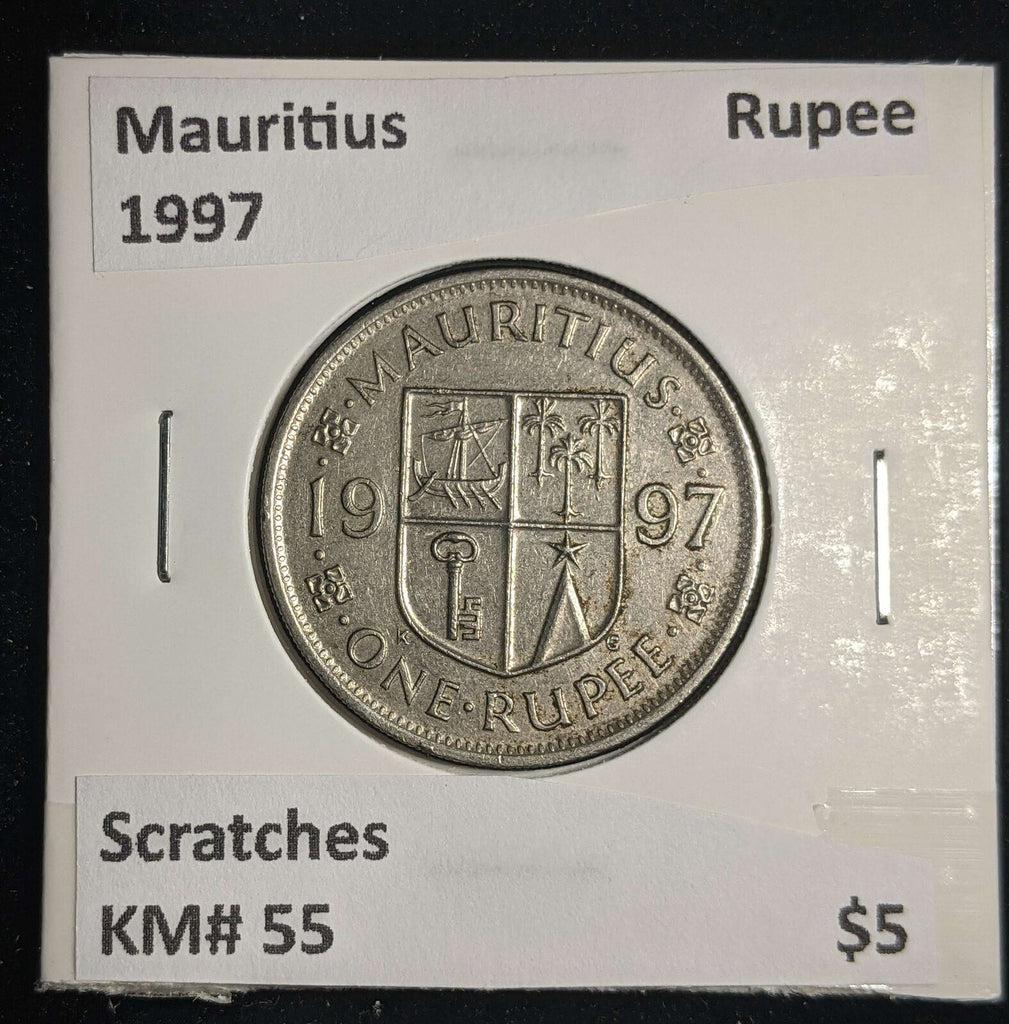 Mauritius Rupee
1997
MAURITIUS
19 97
K G
ONE · RUPEE
Scratches
KM# 55 $5